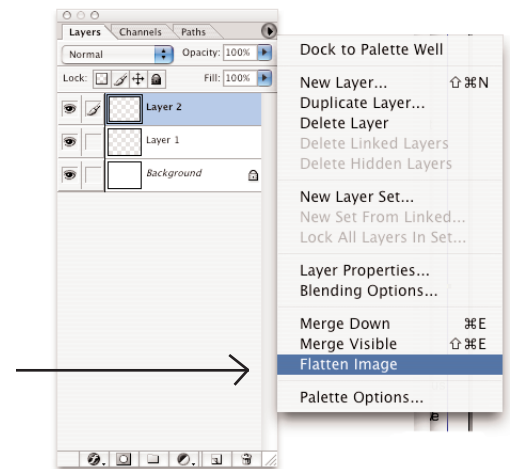 Layers Channels Paths
Normal Opacity: 100%
Lock: Fill: 100%
Layer 2
Layer 1
Background
Dock to Palette Well
New Layer... ⇧⌘N
Duplicate Layer...
Delete Layer
Delete Linked Layers
Delete Hidden Layers
New Layer Set...
New Set From Linked...
Lock All Layers In Set...
Layer Properties...
Blending Options...
Merge Down ⌘E
Merge Visible ⇧⌘E
Flatten Image
Palette Options...